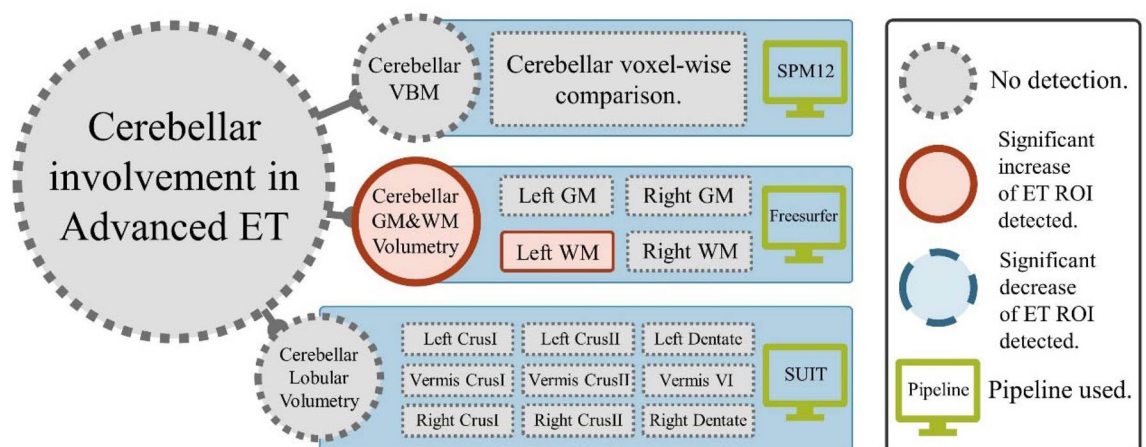 Cerebellar
involvement in
Advanced ET
Cerebellar
VBM
Cerebellar voxel-wise
comparison.
SPM12
Cerebellar
GM&WM
Volumetry
Left GM
Right GM
Left WM
Right WM
Freesurfer
Cerebellar
Lobular
Volumetry
Left CrusI
Left CrusII
Left Dentate
Vermis CrusI
Vermis CrusII
Vermis VI
Right CrusI
Right CrusII
Right Dentate
SUIT
No detection.
Significant
increase
of ET ROI
detected.
Significant
decrease
of ET ROI
detected.
Pipeline
Pipeline used.